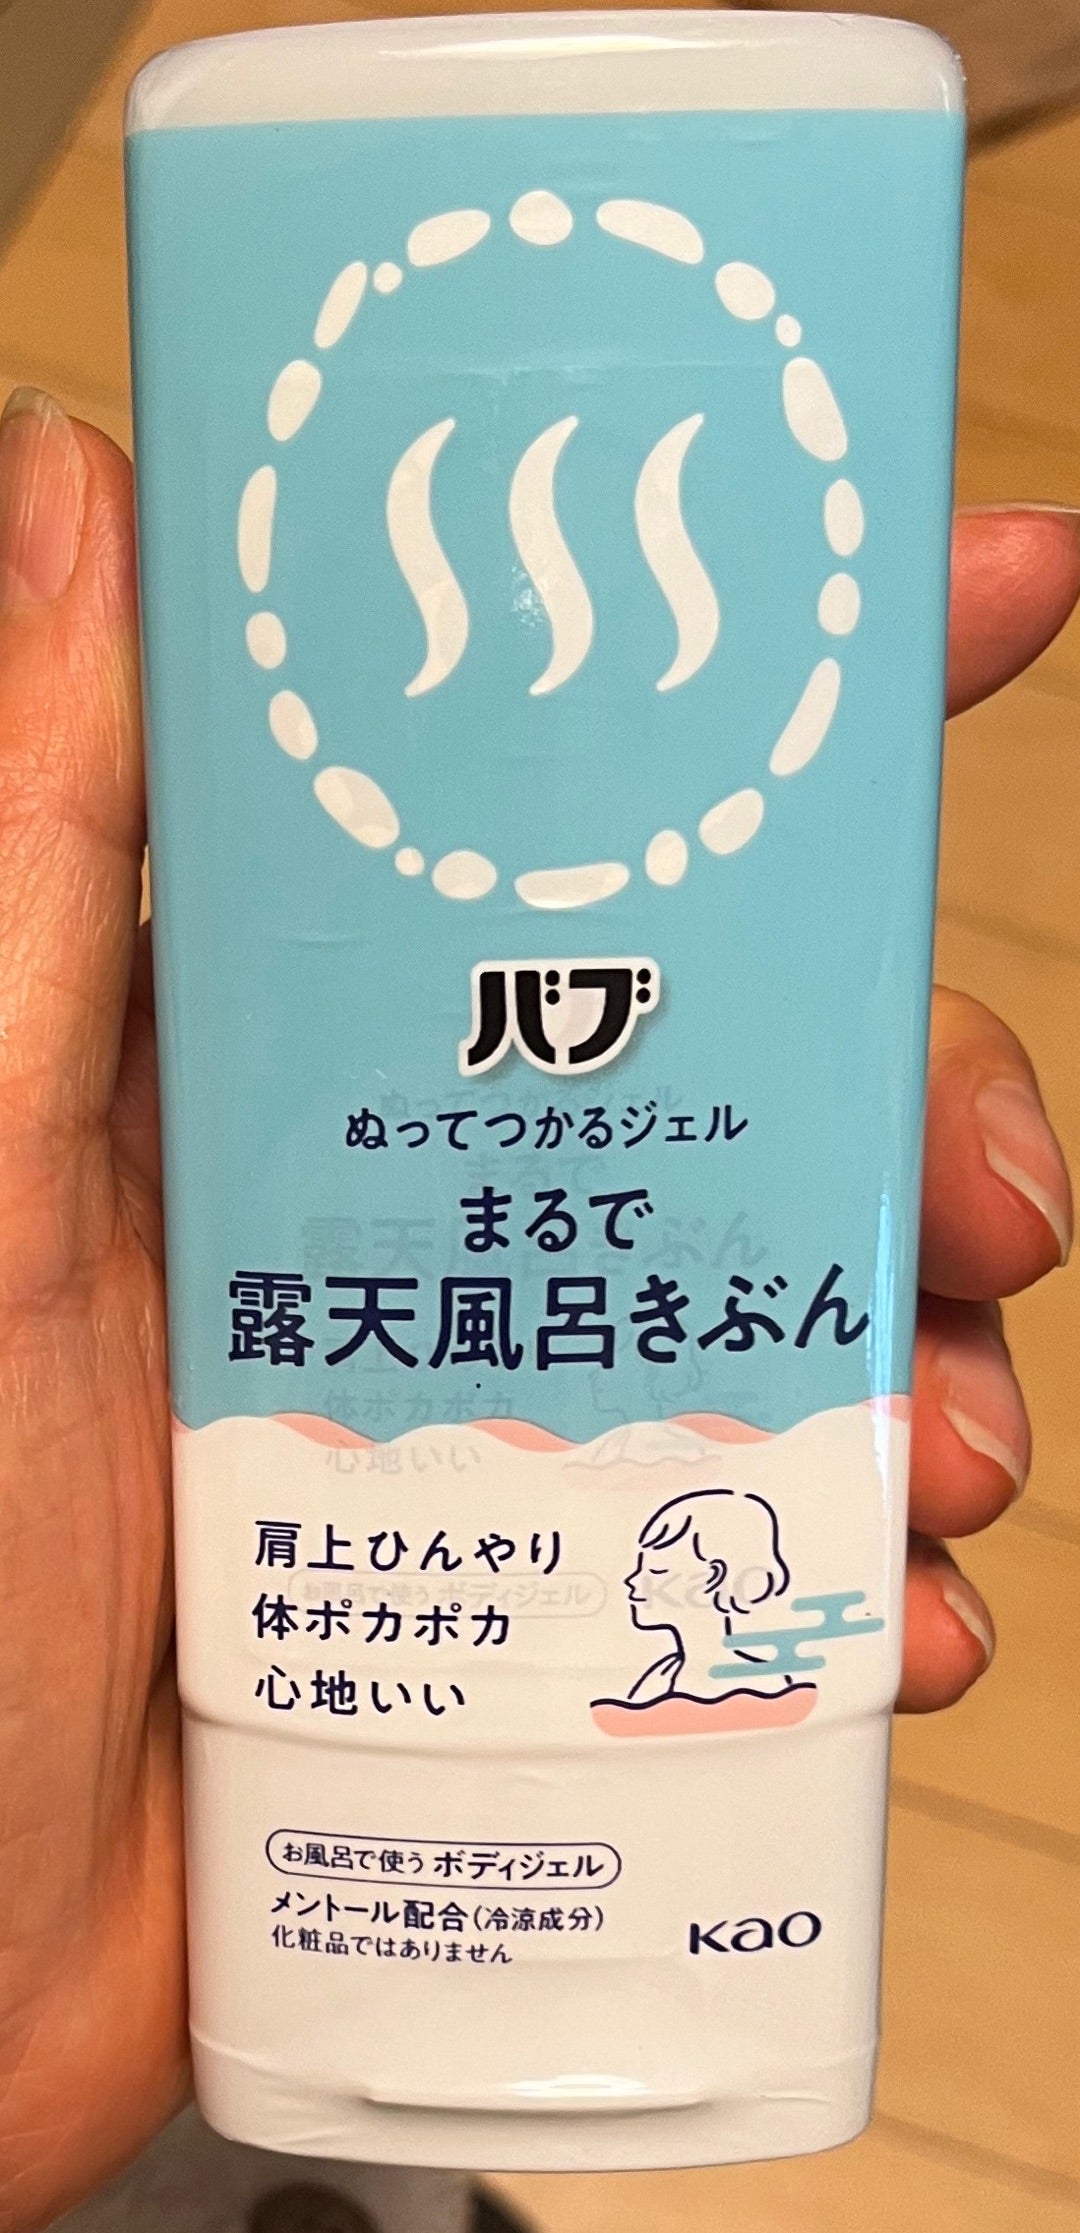 バブ
ぬってつかるジェル
まるで
露天風呂きぶん
肩上ひんやり
体ポカポカ
心地いい
お風呂で使う ボディジェル
メントール配合(冷涼成分)
化粧品ではありません
Kao